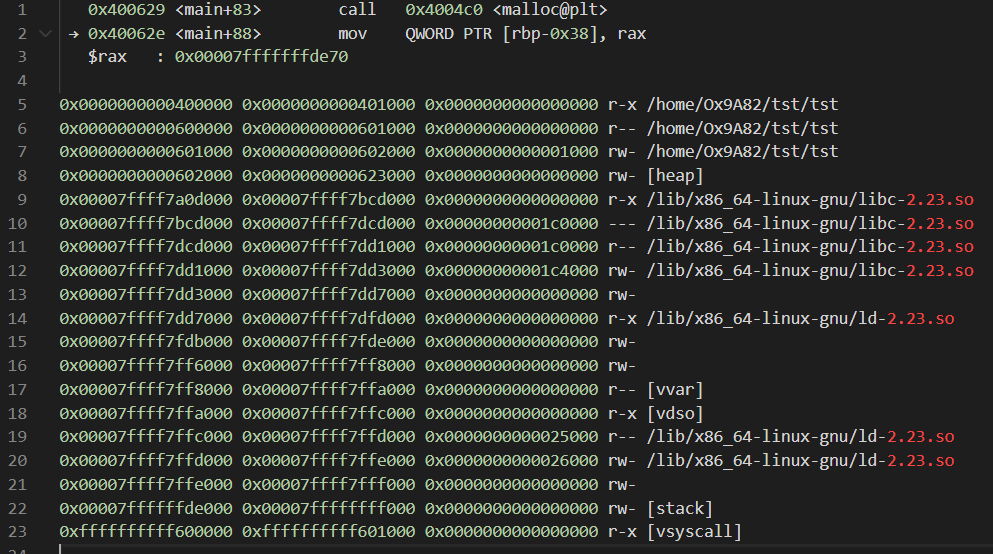 1 0x400629 <main+83> call 0x4004c0 <malloc@plt>
2 → 0x40062e <main+88> mov QWORD PTR [rbp-0x38], rax
3 $rax : 0x00007fffffffde70
4
5 0x0000000000400000 0x0000000000401000 0x0000000000000000 r-x /home/Ox9A82/tst/tst
6 0x0000000000600000 0x0000000000601000 0x0000000000000000 r-- /home/Ox9A82/tst/tst
7 0x0000000000601000 0x0000000000602000 0x0000000000001000 rw- /home/Ox9A82/tst/tst
8 0x0000000000602000 0x0000000000623000 0x0000000000000000 rw- [heap]
9 0x00007ffff7a0d000 0x00007ffff7bcd000 0x0000000000000000 r-x /lib/x86_64-linux-gnu/libc-2.23.so
10 0x00007ffff7bcd000 0x00007ffff7dcd000 0x00000000001c0000 --- /lib/x86_64-linux-gnu/libc-2.23.so
11 0x00007ffff7dcd000 0x00007ffff7dd1000 0x00000000001c0000 r-- /lib/x86_64-linux-gnu/libc-2.23.so
12 0x00007ffff7dd1000 0x00007ffff7dd3000 0x00000000001c4000 rw- /lib/x86_64-linux-gnu/libc-2.23.so
13 0x00007ffff7dd3000 0x00007ffff7dd7000 0x0000000000000000 rw-
14 0x00007ffff7dd7000 0x00007ffff7dfd000 0x0000000000000000 r-x /lib/x86_64-linux-gnu/ld-2.23.so
15 0x00007ffff7fdb000 0x00007ffff7fde000 0x0000000000000000 rw-
16 0x00007ffff7ff6000 0x00007ffff7ff8000 0x0000000000000000 rw-
17 0x00007ffff7ff8000 0x00007ffff7ffa000 0x0000000000000000 r-- [vvar]
18 0x00007ffff7ffa000 0x00007ffff7ffc000 0x0000000000000000 r-x [vdso]
19 0x00007ffff7ffc000 0x00007ffff7ffd000 0x0000000000025000 r-- /lib/x86_64-linux-gnu/ld-2.23.so
20 0x00007ffff7ffd000 0x00007ffff7ffe000 0x0000000000026000 rw- /lib/x86_64-linux-gnu/ld-2.23.so
21 0x00007ffff7ffe000 0x00007ffff7fff000 0x0000000000000000 rw-
22 0x00007ffffffde000 0x00007ffffffff000 0x0000000000000000 rw- [stack]
23 0xffffffffff600000 0xffffffffff601000 0x0000000000000000 r-x [vsyscall]